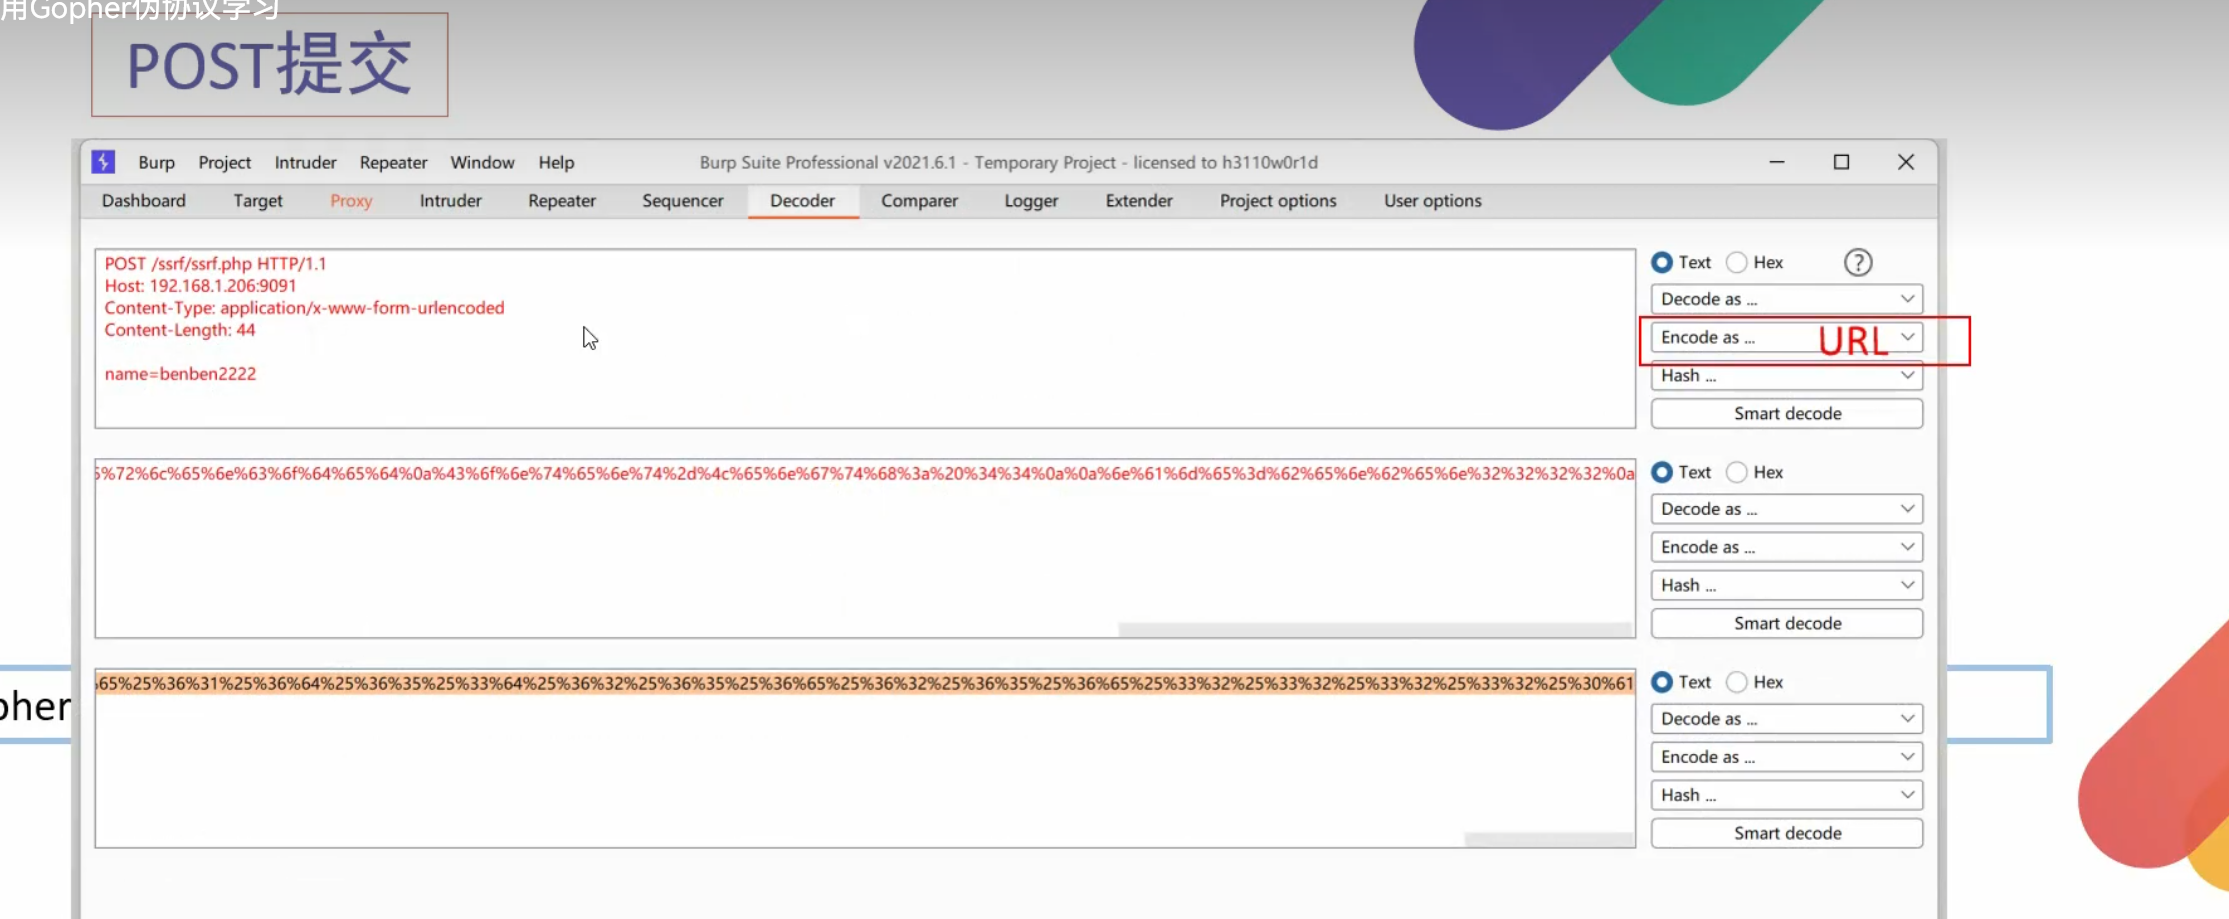 用Gopher伪协议学习
POST提交
Burp Project Intruder Repeater Window Help Burp Suite Professional v2021.6.1 - Temporary Project - licensed to h3110w0r1d
Dashboard Target Proxy Intruder Repeater Sequencer Decoder Comparer Logger Extender Project options User options
POST /ssrf/ssrf.php HTTP/1.1
Host: 192.168.1.206:9091
Content-Type: application/x-www-form-urlencoded
Content-Length: 44
name=benben2222
Text Hex ?
Decode as ...
Encode as ... URL
Hash ...
Smart decode
%72%6c%65%6e%63%6f%64%65%64%0a%43%6f%6e%74%65%6e%74%2d%4c%65%6e%67%74%68%3a%20%34%34%0a%0a%6e%61%6d%65%3d%62%65%6e%62%65%6e%32%32%32%32%0a
Text Hex
Decode as ...
Encode as ...
Hash ...
Smart decode
65%25%36%31%25%36%64%25%36%35%25%33%64%25%36%32%25%36%35%25%36%65%25%36%32%25%36%35%25%36%65%25%33%32%25%33%32%25%33%32%25%33%32%25%30%61
Text Hex
Decode as ...
Encode as ...
Hash ...
Smart decode
pher